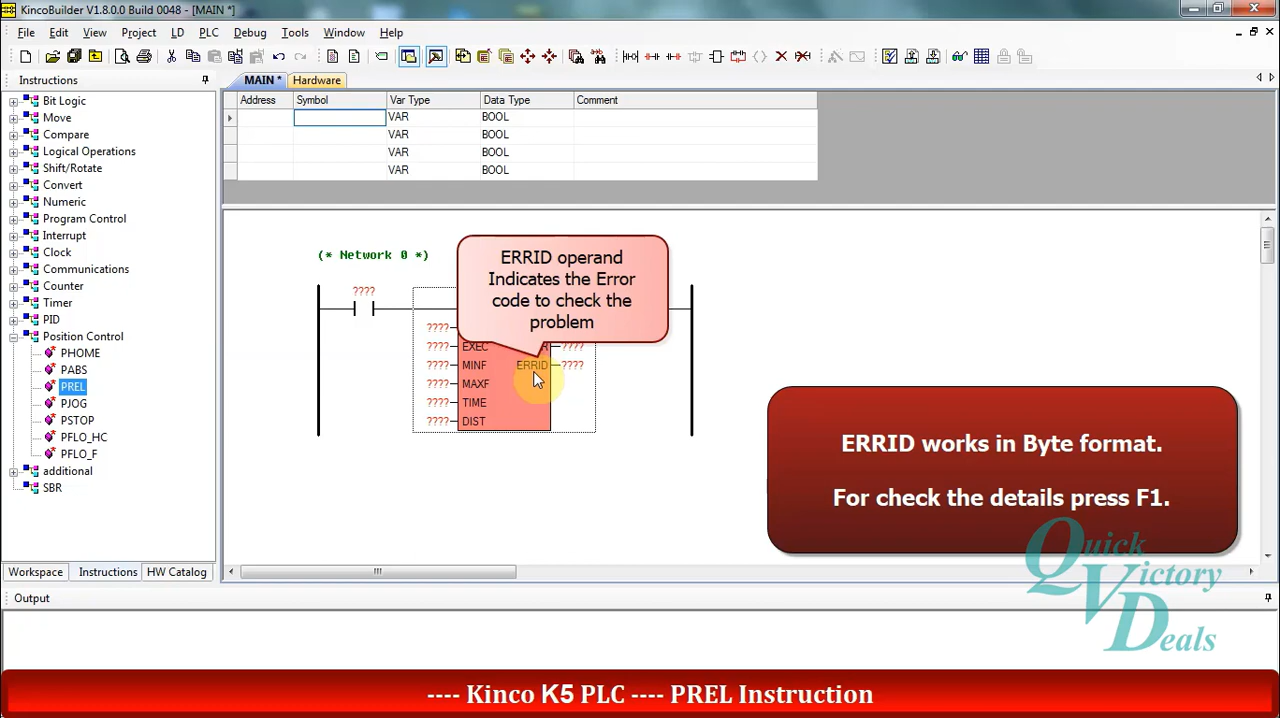 KincoBuilder V1.8.0.0 Build 0048 - [MAIN *]
File Edit View Project LD PLC Debug Tools Window Help
Instructions
MAIN * Hardware
Bit Logic
Move
Compare
Logical Operations
Shift/Rotate
Convert
Numeric
Program Control
Interrupt
Clock
Communications
Counter
Timer
PID
Position Control
PHOME
PABS
PREL
PJOG
PSTOP
PFLO_HC
PFLO_F
additional
SBR
Workspace Instructions HW Catalog
Address Symbol Var Type Data Type Comment
VAR BOOL
VAR BOOL
VAR BOOL
VAR BOOL
(* Network 0 *)
ERRID operand
Indicates the Error
code to check the
problem
????
????
???? EXEC ????
???? MINF ERRID ????
???? MAXF
???? TIME
???? DIST
ERRID works in Byte format.
For check the details press F1.
Quick
Victory
Deals
Output
---- Kinco K5 PLC ---- PREL Instruction